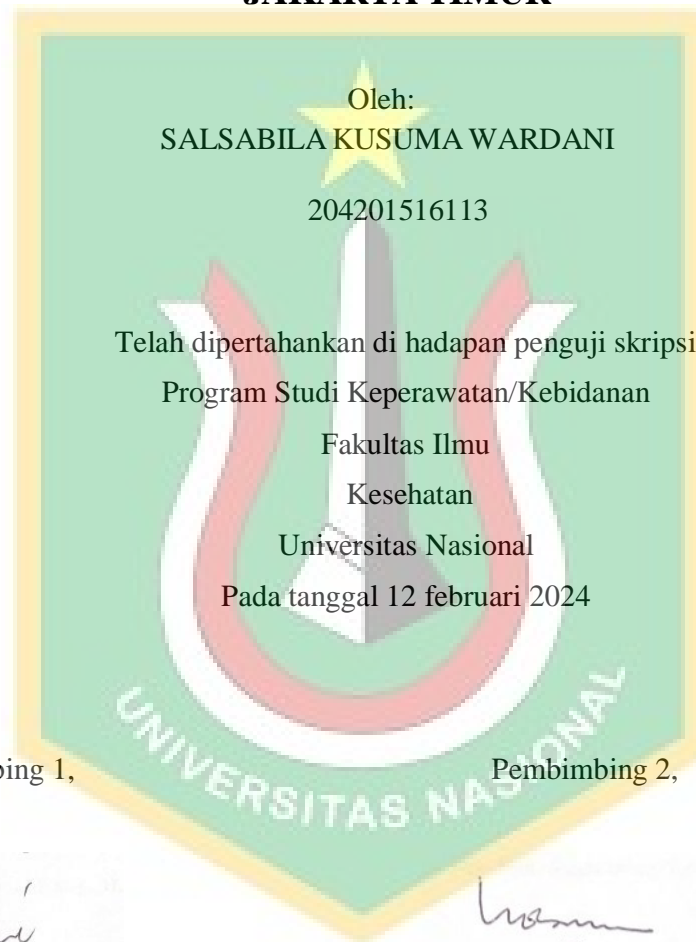 JAKARTA TIMUR
Oleh:
SALSABILA KUSUMA WARDANI
204201516113
Telah dipertahankan di hadapan penguji skripsi
Program Studi Keperawatan/Kebidanan
Fakultas Ilmu
Kesehatan
Universitas Nasional
Pada tanggal 12 februari 2024
bing 1,
Pembimbing 2,
UNIVERSITAS NASIONAL